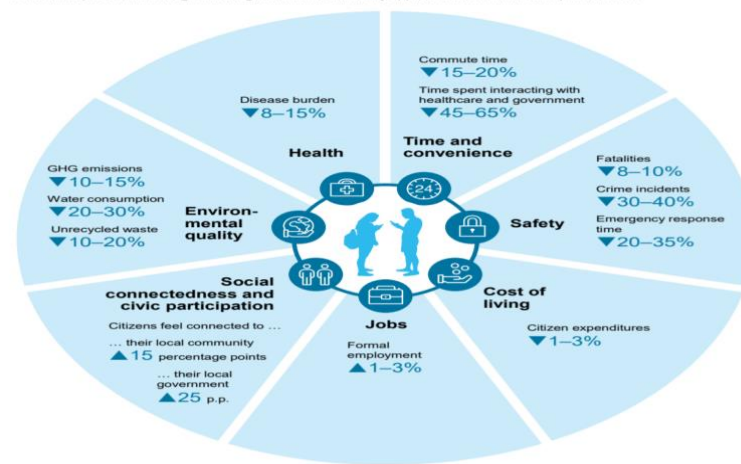 Commute time
▼15–20%
Time spent interacting with
healthcare and government
▼45–65%
Time and
convenience
24
Fatalities
▼8–10%
Crime incidents
▼30–40%
Emergency response
time
▼20–35%
Safety
Cost of
living
Citizen expenditures
▼1–3%
Jobs
Formal
employment
▲1–3%
Social
connectedness and
civic participation
Citizens feel connected to …
… their local community
▲15 percentage points
… their local
government
▲25 p.p.
Environ-
mental
quality
GHG emissions
▼10–15%
Water consumption
▼20–30%
Unrecycled waste
▼10–20%
Health
Disease burden
▼8–15%